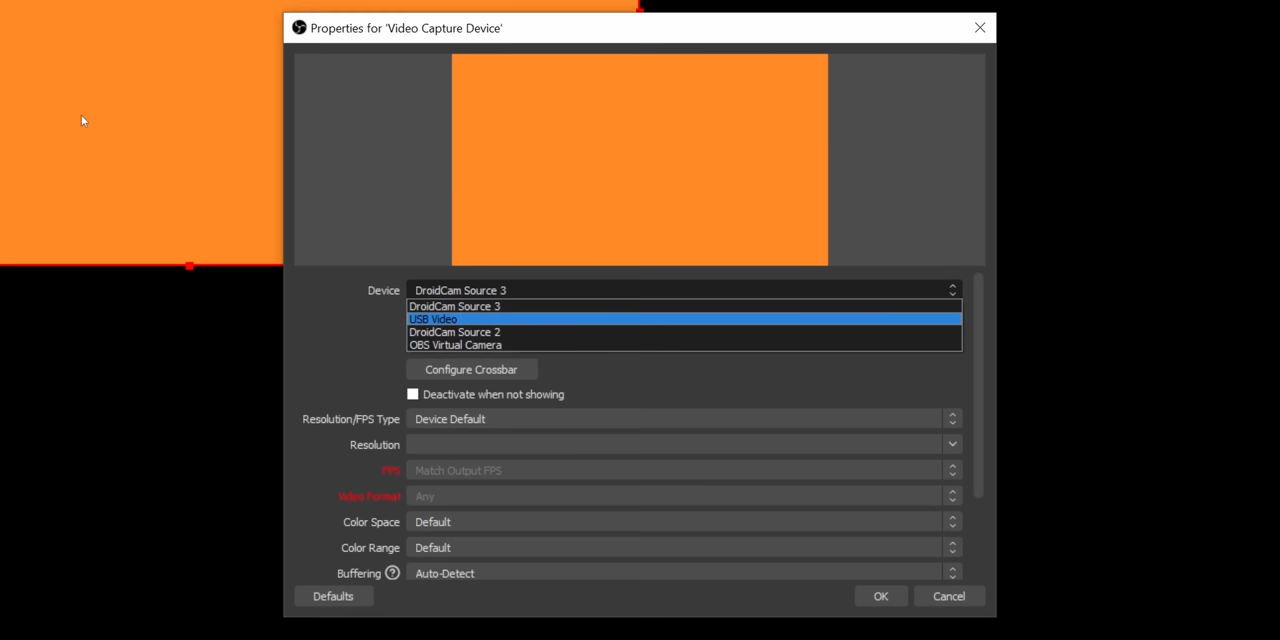 Properties for 'Video Capture Device'
Device DroidCam Source 3
DroidCam Source 3
USB Video
DroidCam Source 2
OBS Virtual Camera
Configure Crossbar
Deactivate when not showing
Resolution/FPS Type Device Default
Resolution
FPS Match Output FPS
Video Format Any
Color Space Default
Color Range Default
Buffering ? Auto-Detect
Defaults OK Cancel